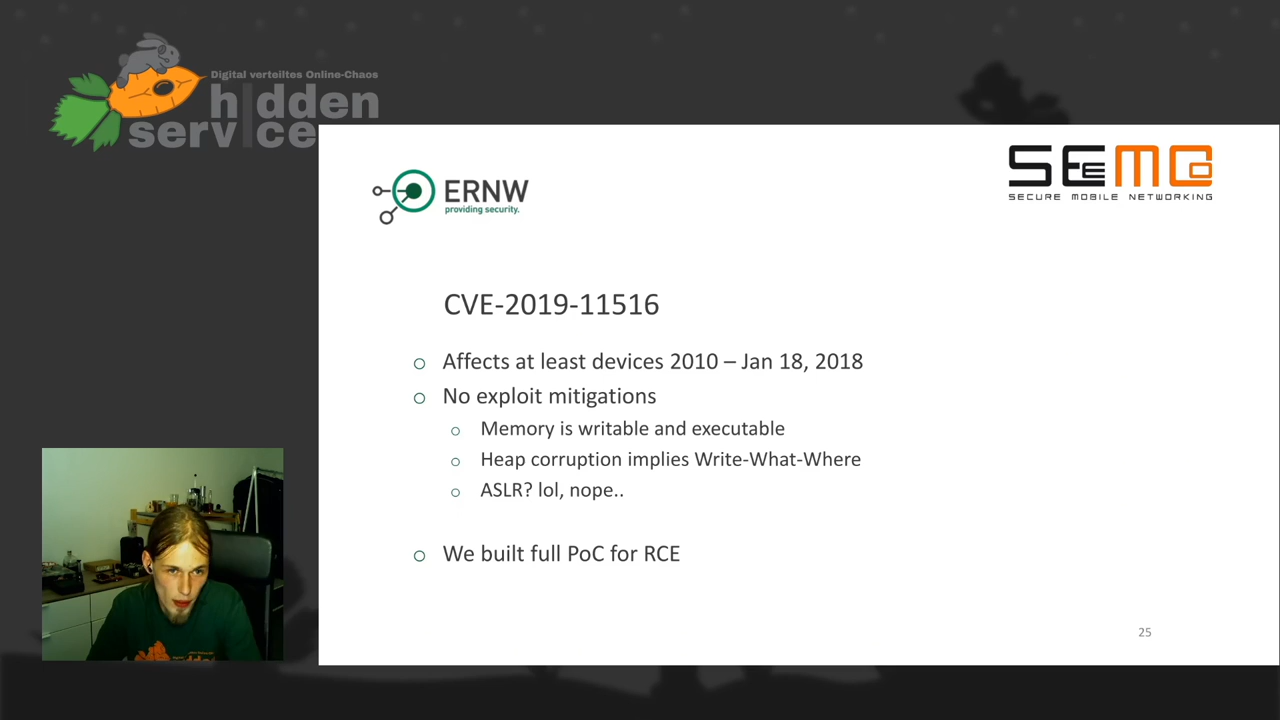 Digital verteiltes Online-Chaos
hidden
service
ERNW
providing security.
SEEMOO
SECURE MOBILE NETWORKING
CVE-2019-11516
Affects at least devices 2010 – Jan 18, 2018
No exploit mitigations
Memory is writable and executable
Heap corruption implies Write-What-Where
ASLR? lol, nope..
We built full PoC for RCE
25